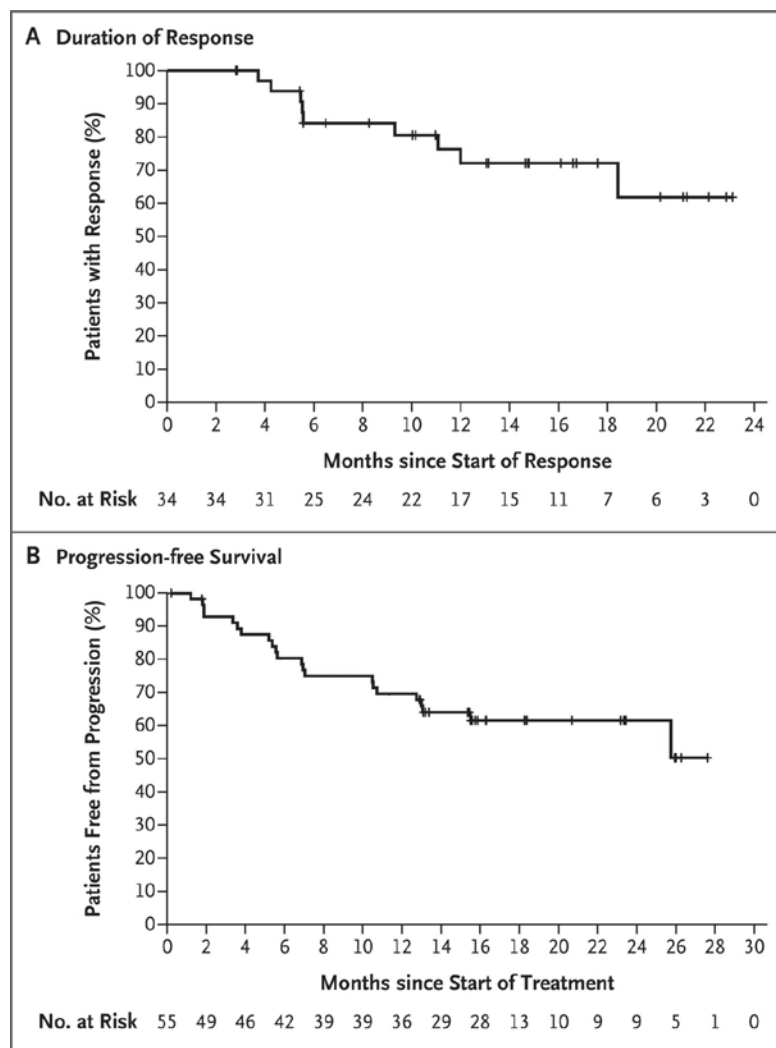 A Duration of Response
100
90
80
70
60
50
40
30
20
10
0
Patients with Response (%)
0 2 4 6 8 10 12 14 16 18 20 22 24
Months since Start of Response
No. at Risk 34 34 31 25 24 22 17 15 11 7 6 3 0
B Progression-free Survival
100
90
80
70
60
50
40
30
20
10
0
Patients Free from Progression (%)
0 2 4 6 8 10 12 14 16 18 20 22 24 26 28 30
Months since Start of Treatment
No. at Risk 55 49 46 42 39 39 36 29 28 13 10 9 9 5 1 0